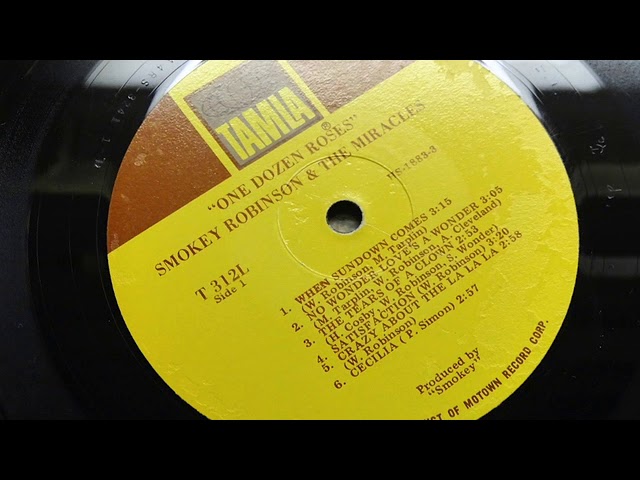 TAMLA®
"ONE DOZEN ROSES"
SMOKEY ROBINSON & THE MIRACLES
T 312L
Side 1
US-1883-3
1. WHEN SUNDOWN COMES 3:15
(W. Robinson, M. Tarplin)
2. NO WONDER LOVE'S A WONDER 3:05
(M. Tarplin, W. Robinson, A. Cleveland)
3. THE TEARS OF A CLOWN 2:53
(H. Cosby, W. Robinson, S. Wonder)
4. SATISFACTION (W. Robinson) 3:20
5. CRAZY ABOUT THE LA LA LA 2:58
(W. Robinson)
6. CECILIA ( P. Simon) 2:57
Produced by
"Smokey"
OF MOTOWN RECORD CORP.